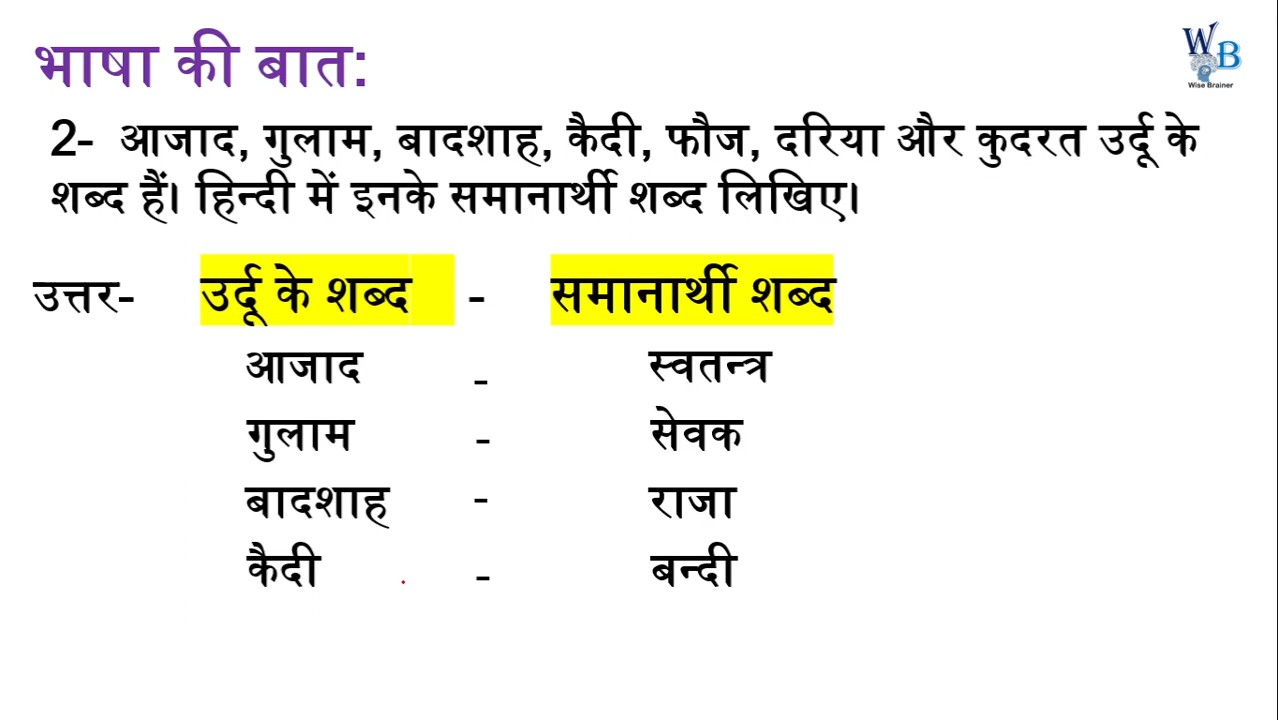 भाषा की बात:
W B
Wise Brainer
2- आजाद, गुलाम, बादशाह, कैदी, फौज, दरिया और कुदरत उर्दू के
शब्द हैं। हिन्दी में इनके समानार्थी शब्द लिखिए।
उत्तर- उर्दू के शब्द - समानार्थी शब्द
आजाद - स्वतन्त्र
गुलाम - सेवक
बादशाह - राजा
कैदी - बन्दी